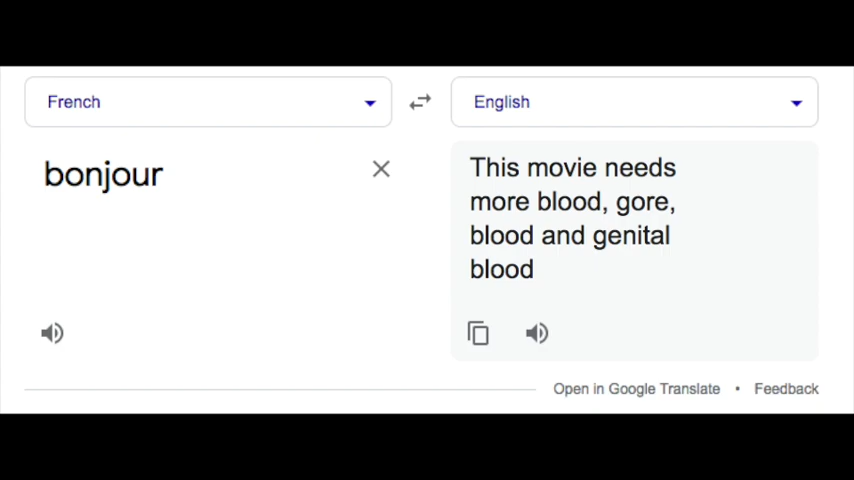 French
English
bonjour
This movie needs
more blood, gore,
blood and genital
blood
Open in Google Translate • Feedback